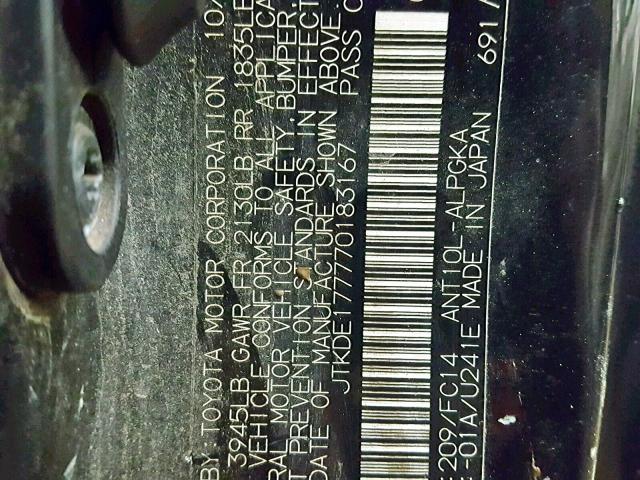 BY: TOYOTA MOTOR CORPORATION 10/
3945LB GAWR FR 2130LB RR 1835LB
VEHICLE CONFORMS TO ALL APPLICA
RAL MOTOR VEHICLE SAFETY, BUMPER,
T PREVENTION STANDARDS IN EFFECT
DATE OF MANUFACTURE SHOWN ABOVE.
JTKDE177770183167 PASS C
209/FC14 ANT10L-ALPGKA
-01A/U241E MADE IN JAPAN 691